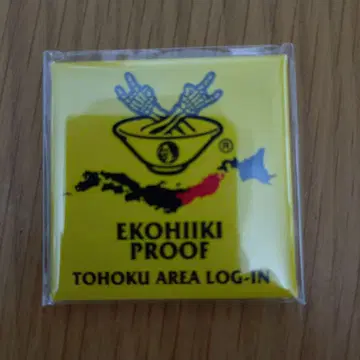 ®
EKOHIIKI
PROOF
TOHOKU AREA LOG-IN